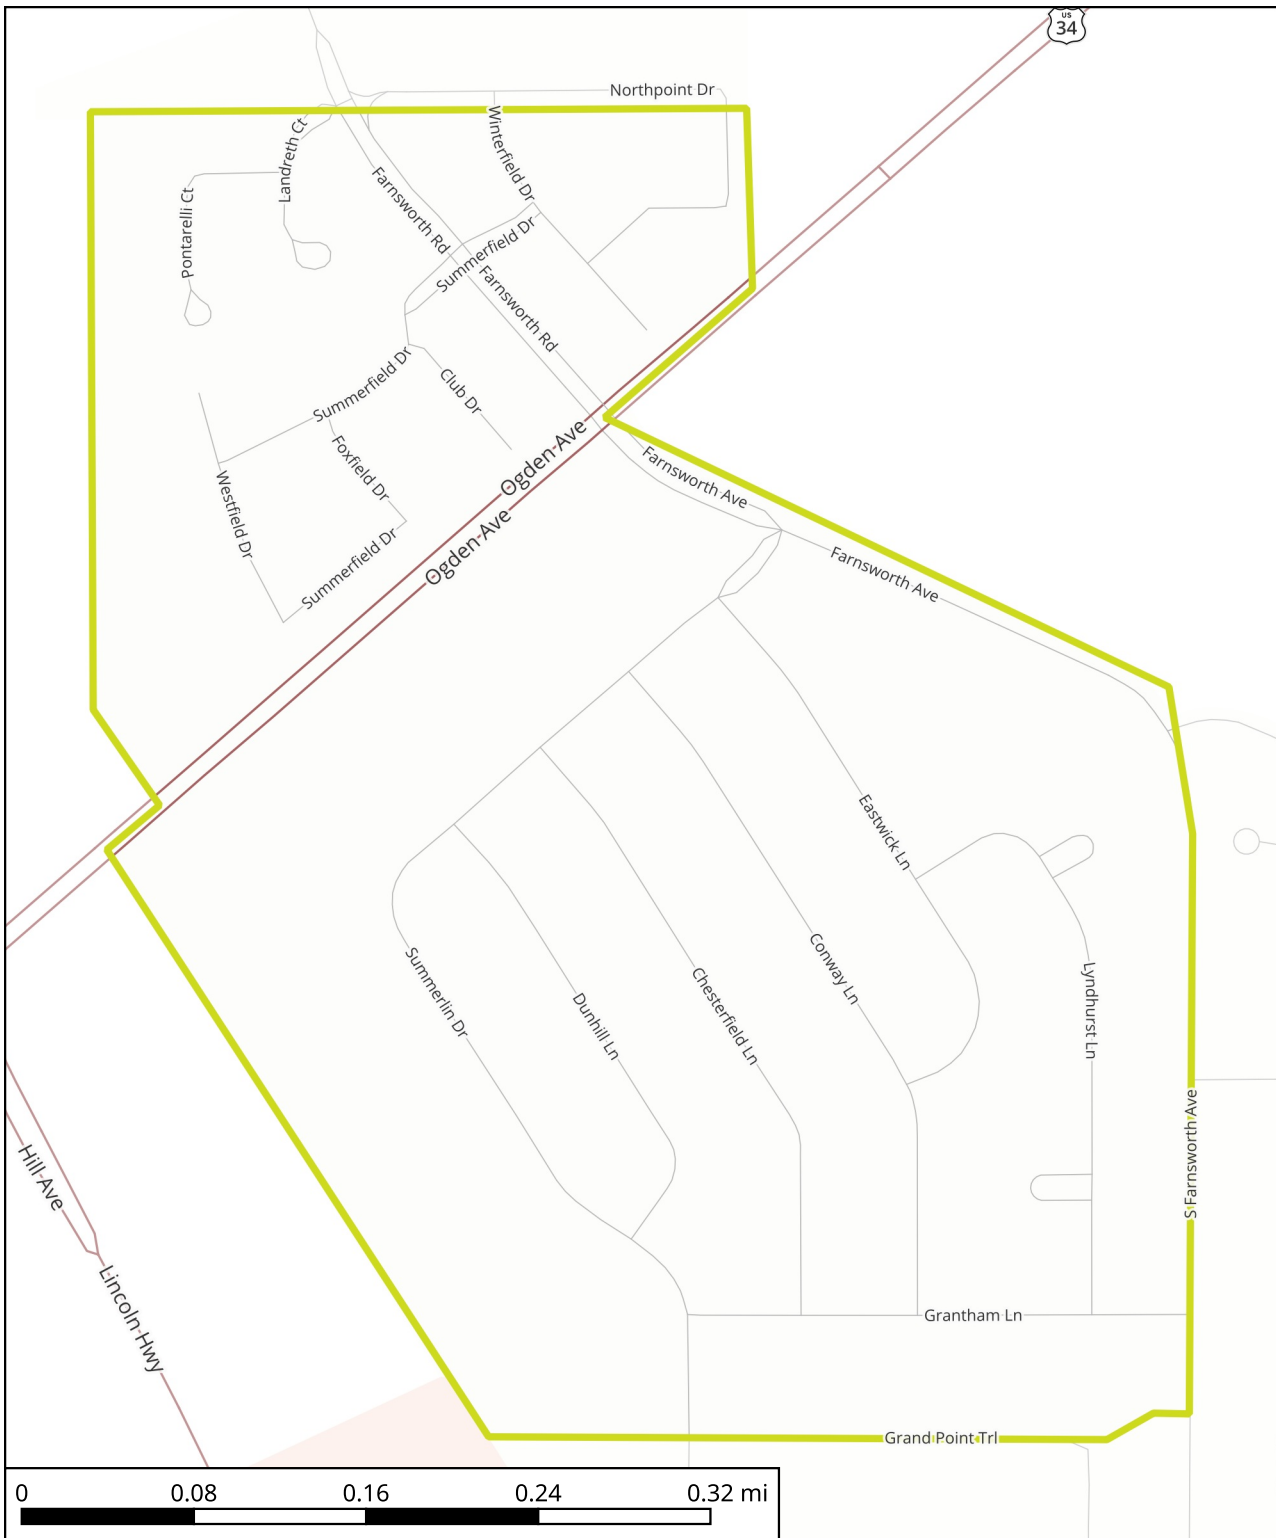 US
34
Northpoint Dr
Winterfield Dr
Landreth Ct
Pontarelli Ct
Farnsworth Rd
Summerfield Dr
Farnsworth Rd
Summerfield Dr
Club Dr
Foxfield Dr
Ogden Ave
Farnsworth Ave
Westfield Dr
Ogden Ave
Summerfield Dr
Farnsworth Ave
Eastwick Ln
Conway Ln
Summerlin Dr
Dunhill Ln
Chesterfield Ln
Lyndhurst Ln
S Farnsworth Ave
Hill Ave
Lincoln Hwy
Grantham Ln
Grand Point Trl
0 0.08 0.16 0.24 0.32 mi